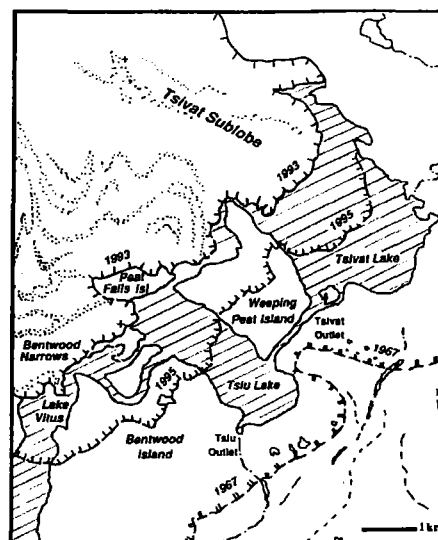 Tsivat Sublobe
1993
1995
Tsivat Lake
1993
Peat
Falls Isl
Weeping
Peat Island
Tsivat
Outlet
1967
Bentwood
Narrows
1995
Tsiu Lake
Lake
Vitus
Bentwood
Island
Tsiu
Outlet
1967
1 km